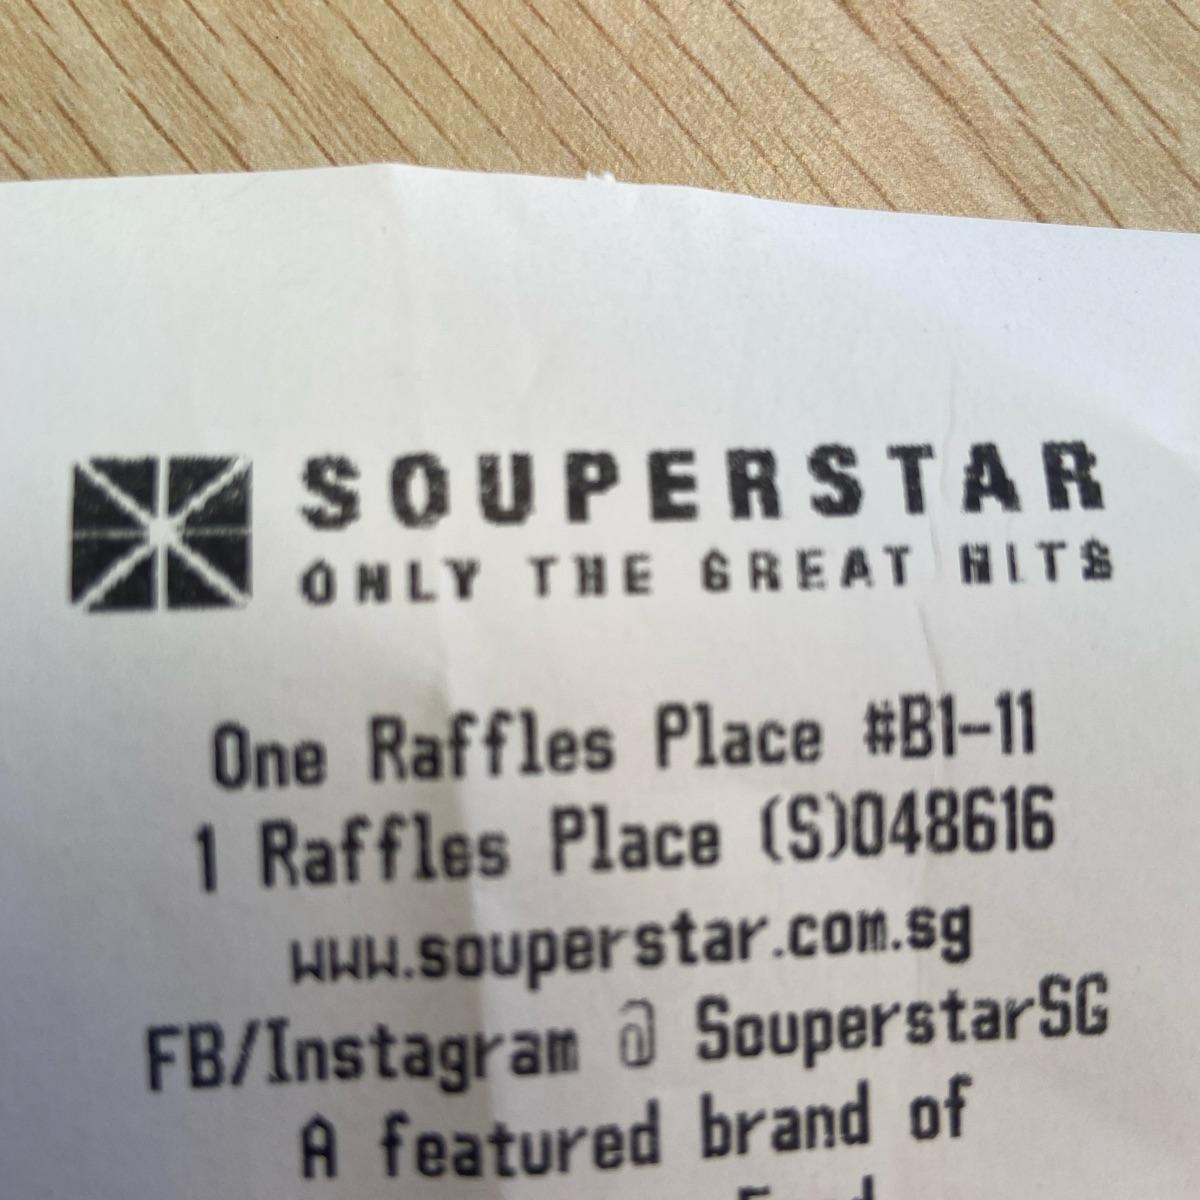 SOUPERSTAR
ONLY THE GREAT HITS
One Raffles Place #B1-11
1 Raffles Place (S)048616
www.souperstar.com.sg
FB/Instagram @ SouperstarSG
A featured brand of